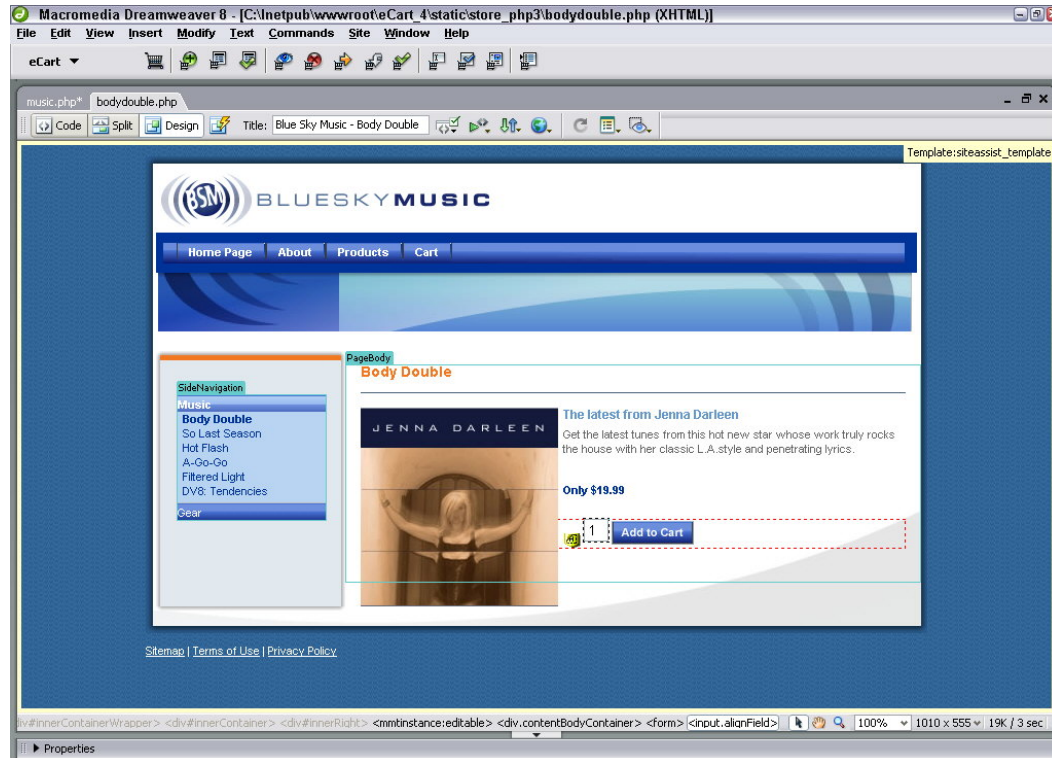 Macromedia Dreamweaver 8 - [C:\Inetpub\wwwroot\eCart_4\static\store_php3\bodydouble.php (XHTML)]
File Edit View Insert Modify Text Commands Site Window Help
eCart
music.php* bodydouble.php
Code Split Design Title: Blue Sky Music - Body Double
Template:siteassist_template
BSM BLUESKYMUSIC
Home Page About Products Cart
PageBody
Body Double
SideNavigation
Music
Body Double
So Last Season
Hot Flash
A-Go-Go
Filtered Light
DV8: Tendencies
Gear
JENNA DARLEEN
The latest from Jenna Darleen
Get the latest tunes from this hot new star whose work truly rocks
the house with her classic L.A.style and penetrating lyrics.
Only $19.99
1 Add to Cart
Sitemap | Terms of Use | Privacy Policy
div#innerContainerWrapper> <div#innerContainer> <div#innerRight> <mmtinstance:editable> <div.contentBodyContainer> <form> <input.alignField> 100% 1010 x 555 19K / 3 sec
Properties